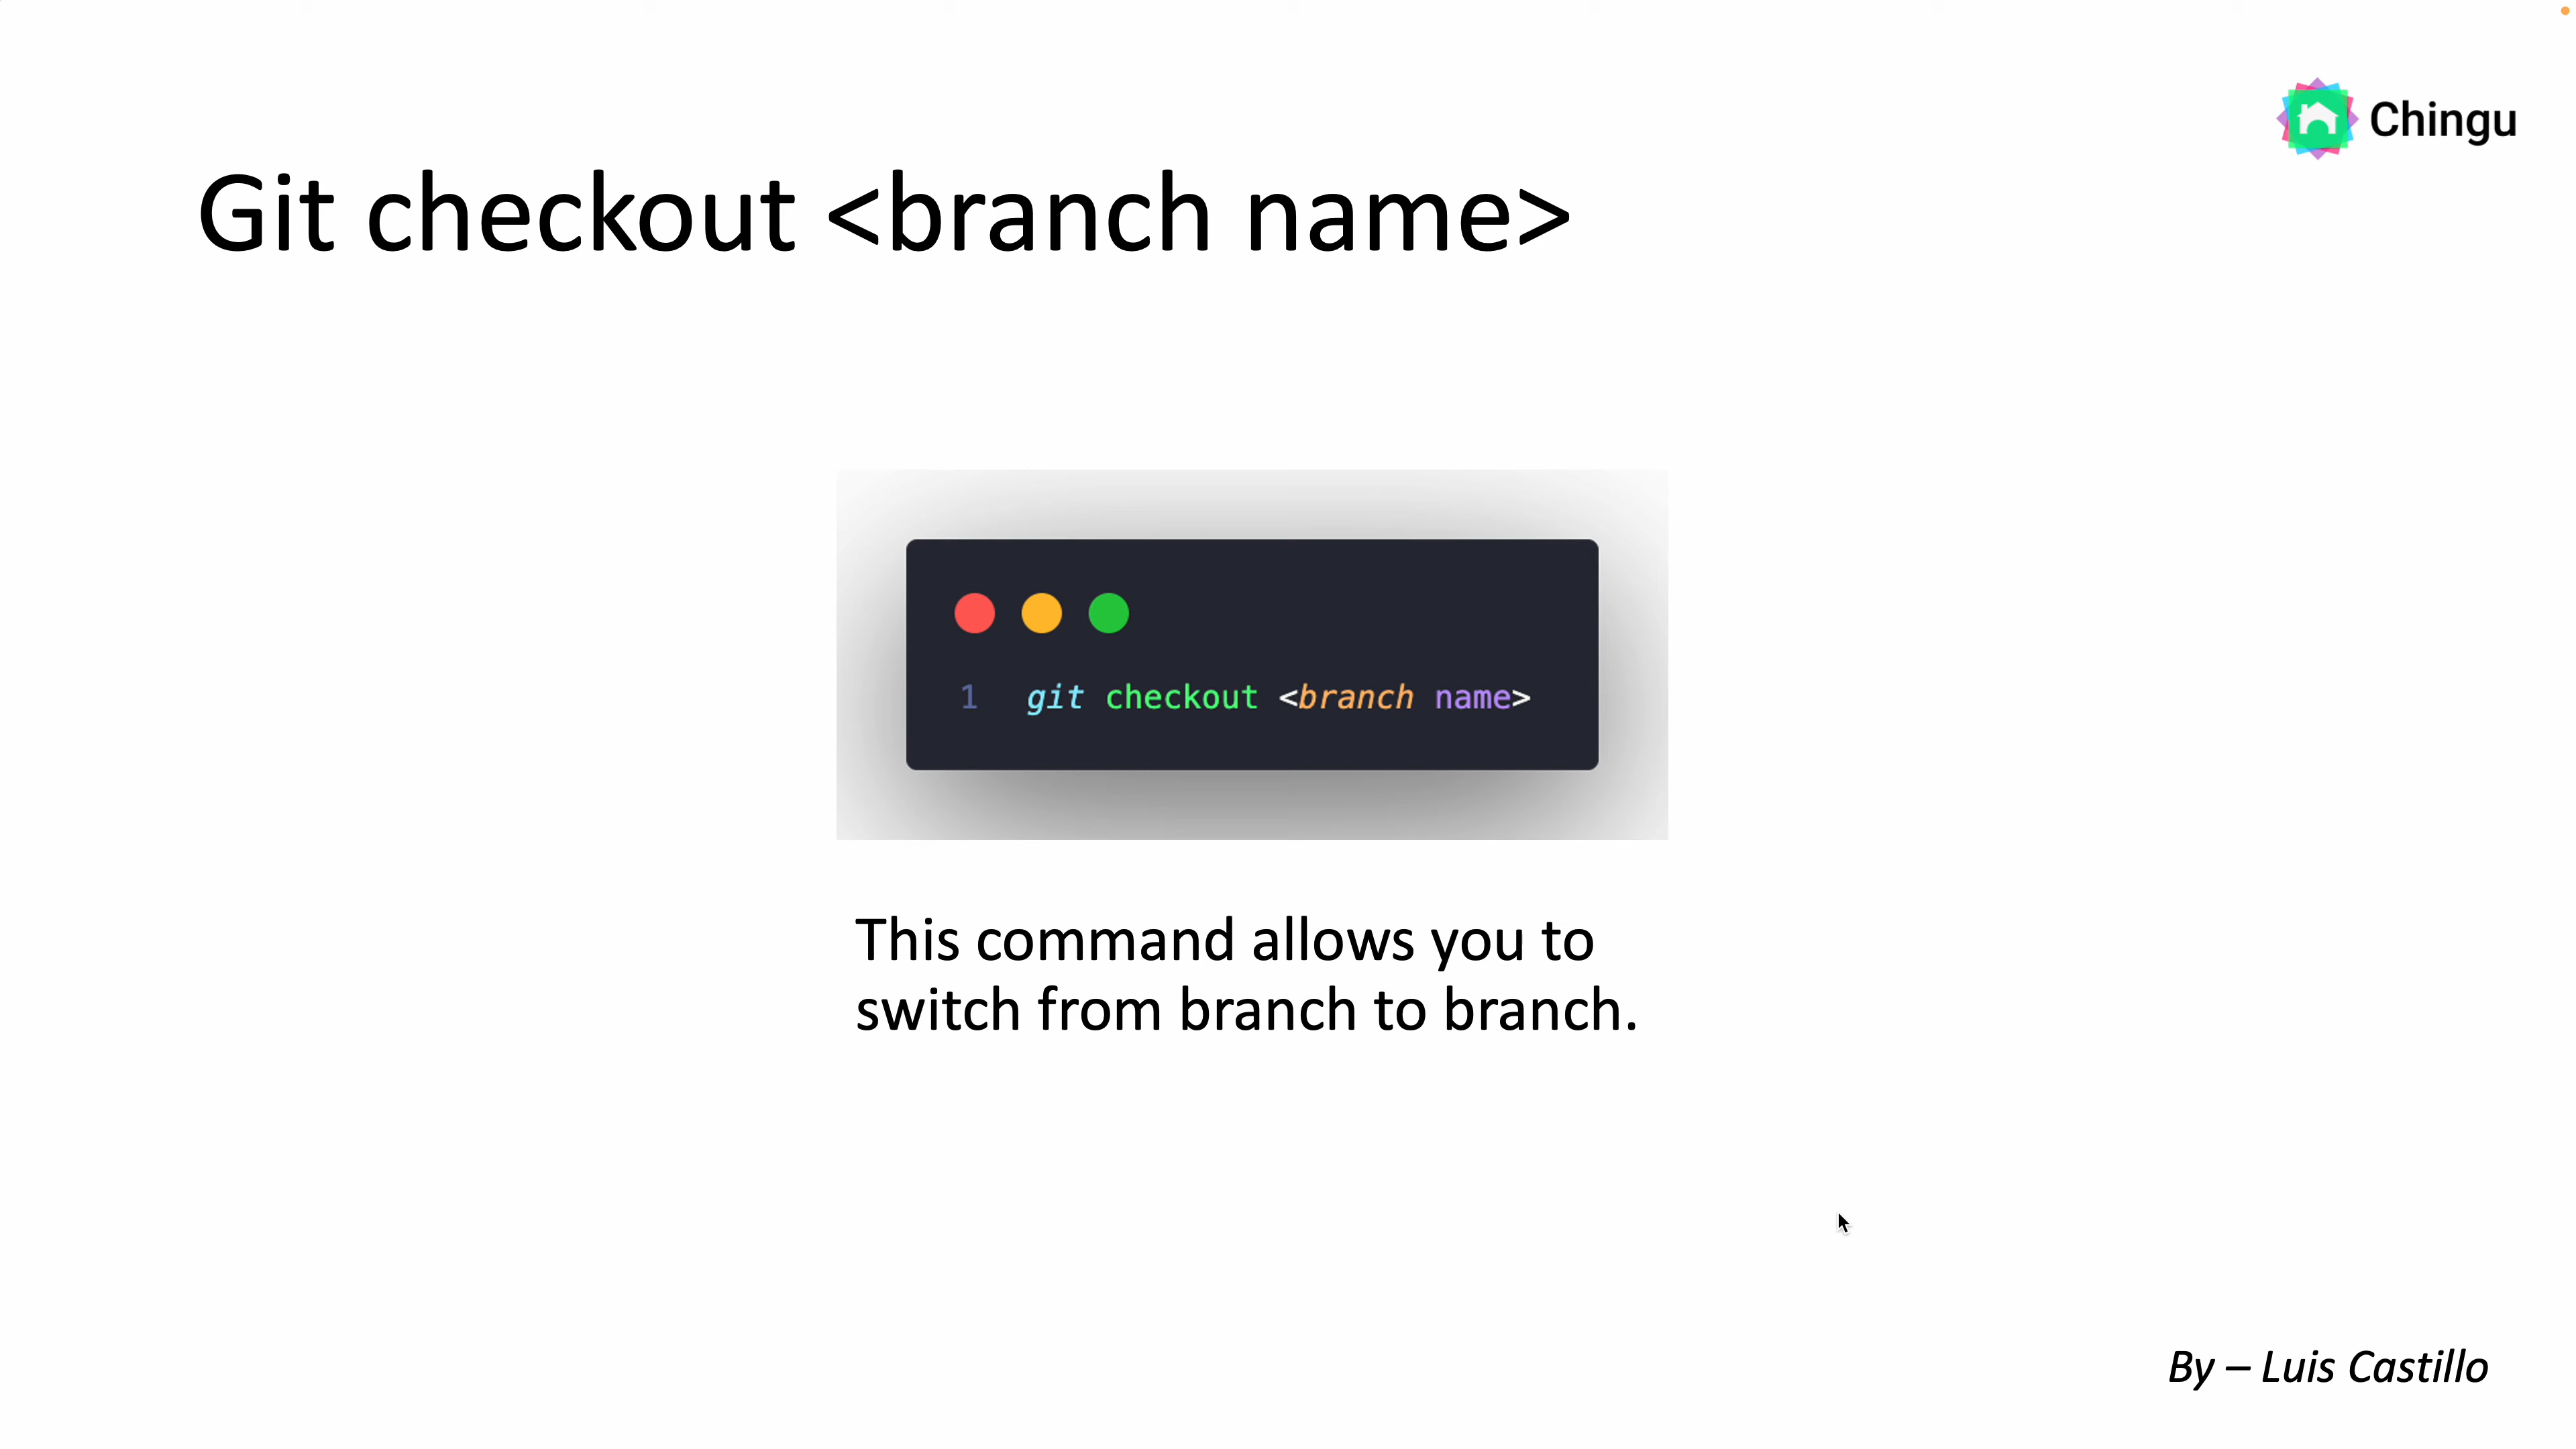 Chingu
Git checkout <branch name>
1 git checkout <branch name>
This command allows you to
switch from branch to branch.
By – Luis Castillo